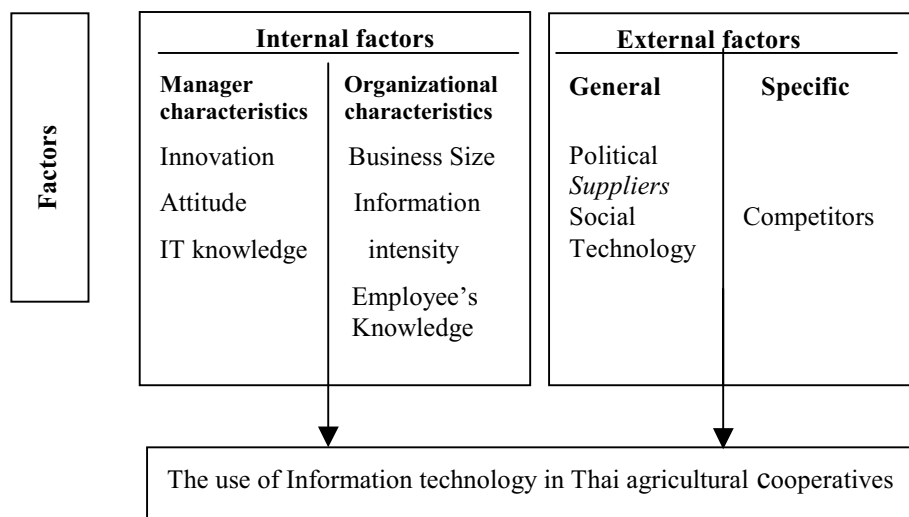 Factors
Internal factors
Manager
characteristics
Innovation
Attitude
IT knowledge
Organizational
characteristics
Business Size
Information
intensity
Employee’s
Knowledge
External factors
General
Political
Suppliers
Social
Technology
Specific
Competitors
The use of Information technology in Thai agricultural cooperatives